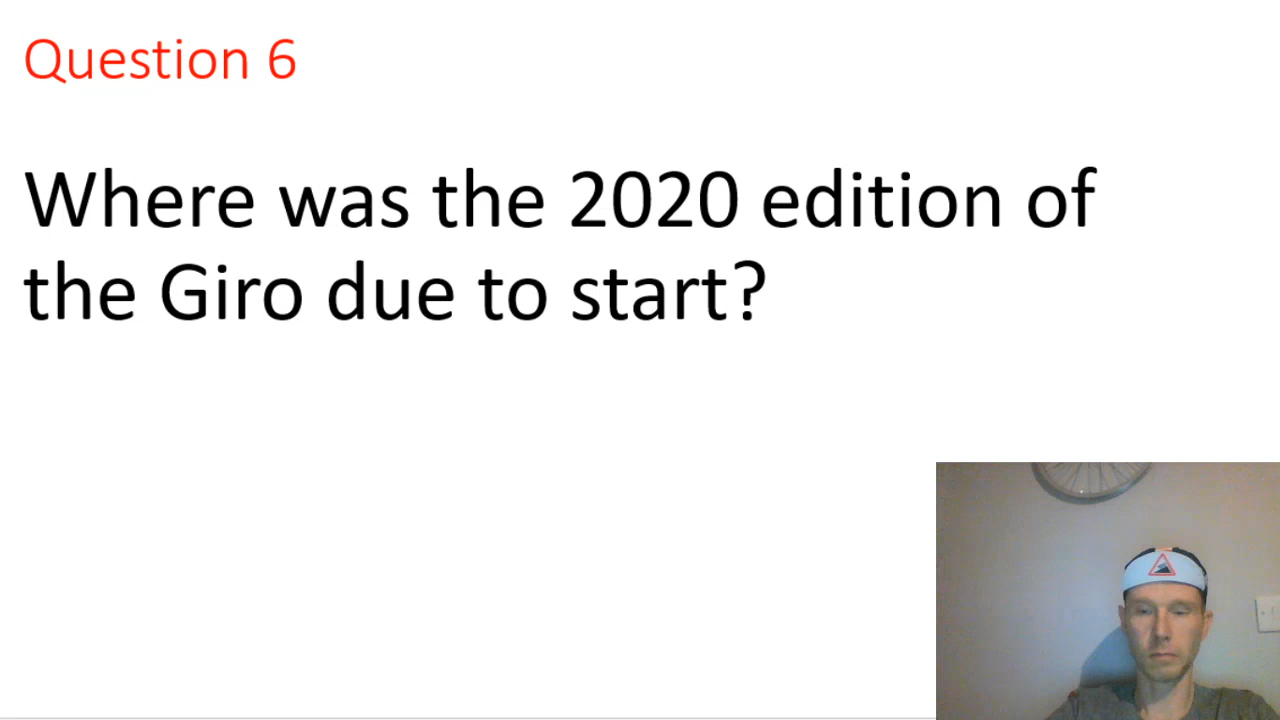 Question 6
Where was the 2020 edition of
the Giro due to start?